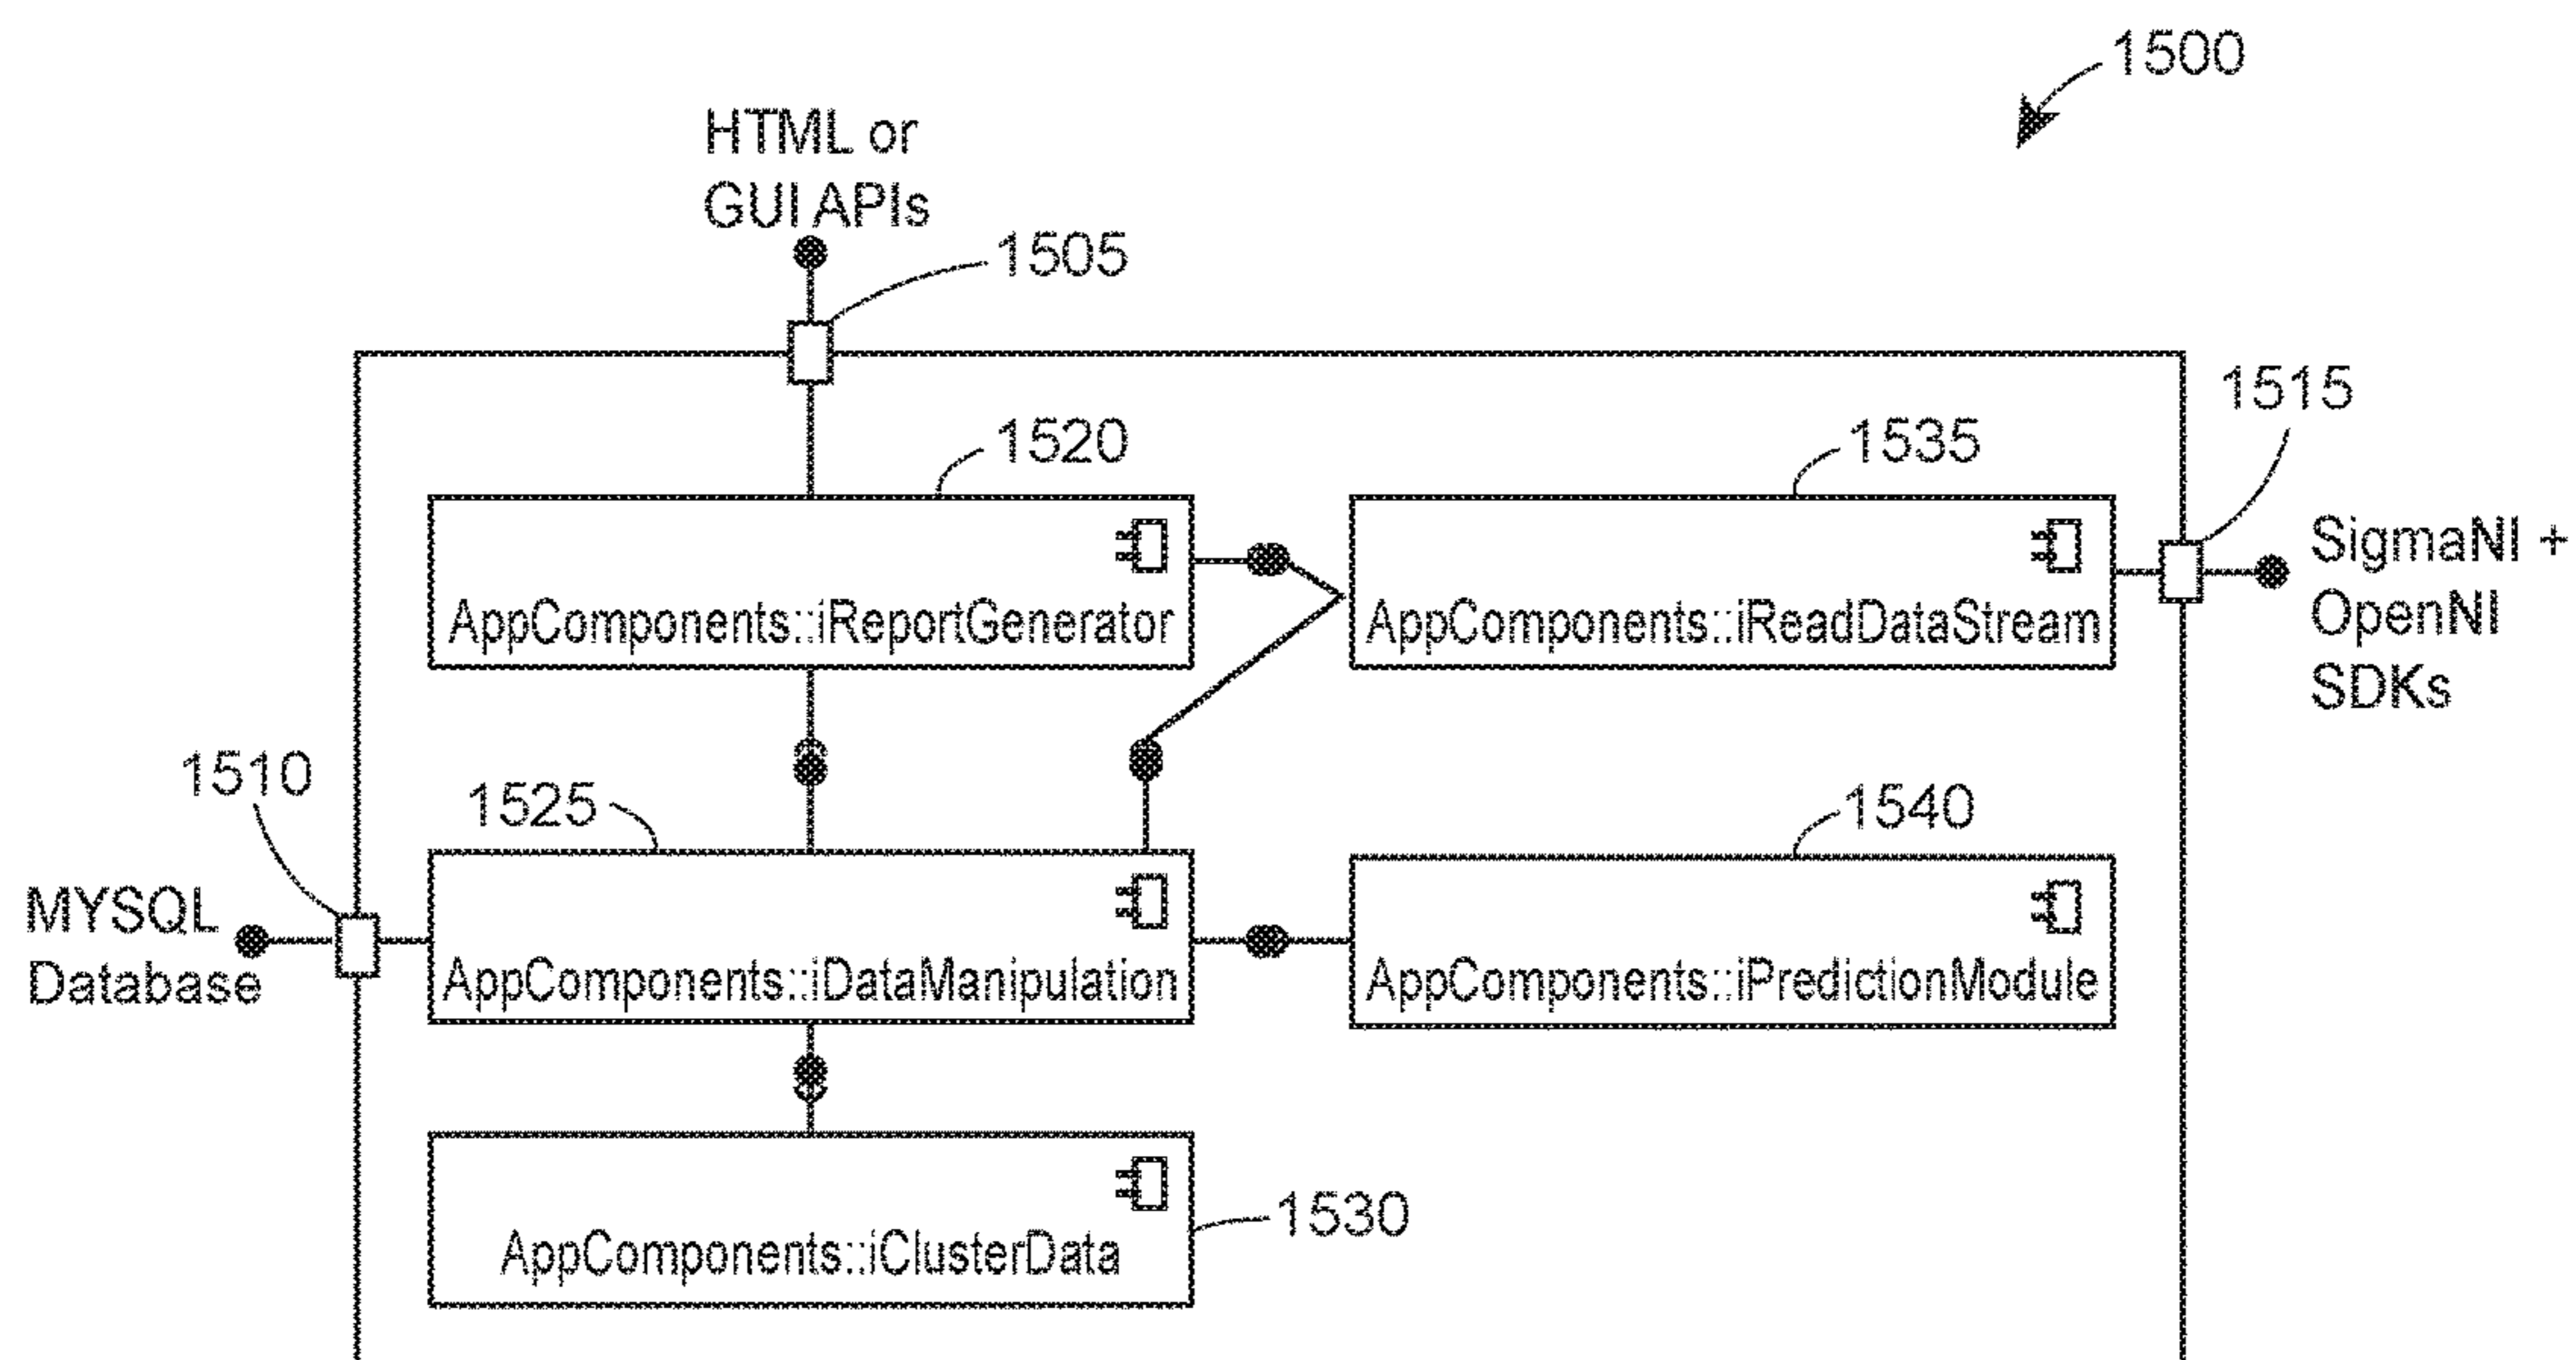 1500
HTML or
GUI APIs
1505
1515
1520
1535
SigmaNI +
OpenNI
SDKs
AppComponents::iReportGenerator
AppComponents::iReadDataStream
1510
1525
1540
MYSQL
Database
AppComponents::iDataManipulation
AppComponents::iPredictionModule
1530
AppComponents::iClusterData